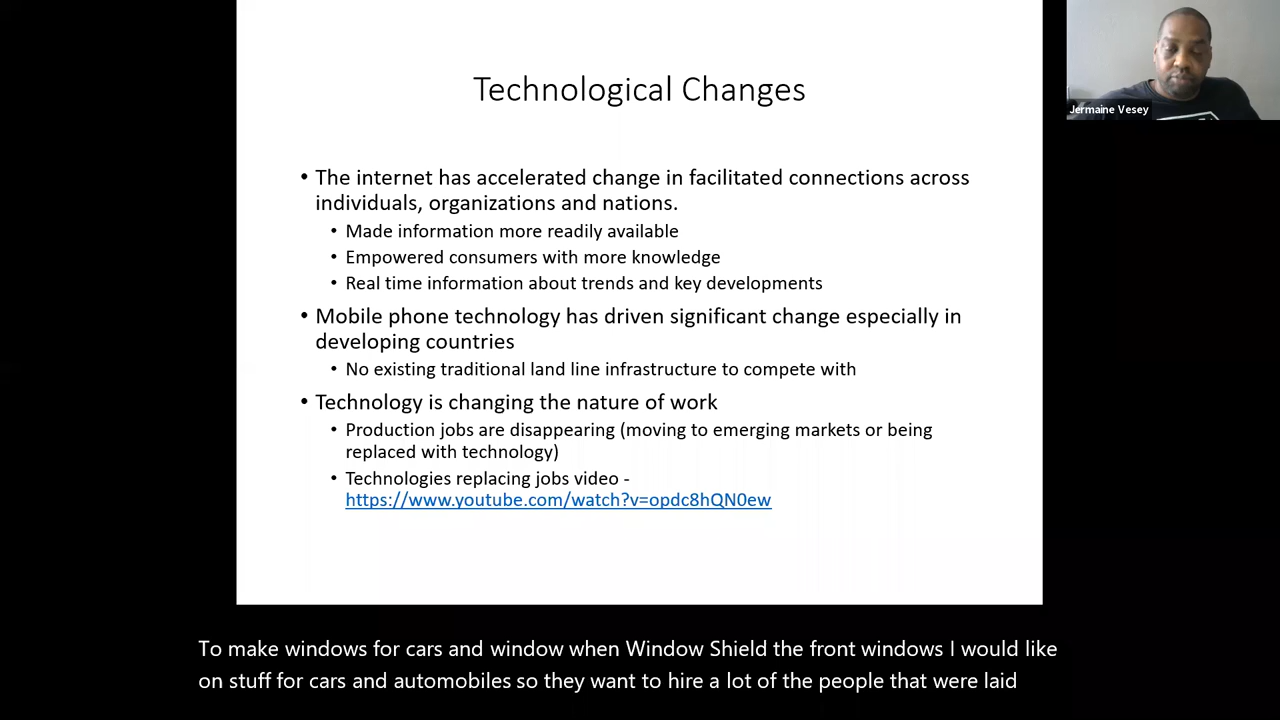 Technological Changes
Jermaine Vesey
• The internet has accelerated change in facilitated connections across
individuals, organizations and nations.
• Made information more readily available
• Empowered consumers with more knowledge
• Real time information about trends and key developments
• Mobile phone technology has driven significant change especially in
developing countries
• No existing traditional land line infrastructure to compete with
• Technology is changing the nature of work
• Production jobs are disappearing (moving to emerging markets or being
replaced with technology)
• Technologies replacing jobs video -
https://www.youtube.com/watch?v=opdc8hQN0ew
To make windows for cars and window when Window Shield the front windows I would like
on stuff for cars and automobiles so they want to hire a lot of the people that were laid